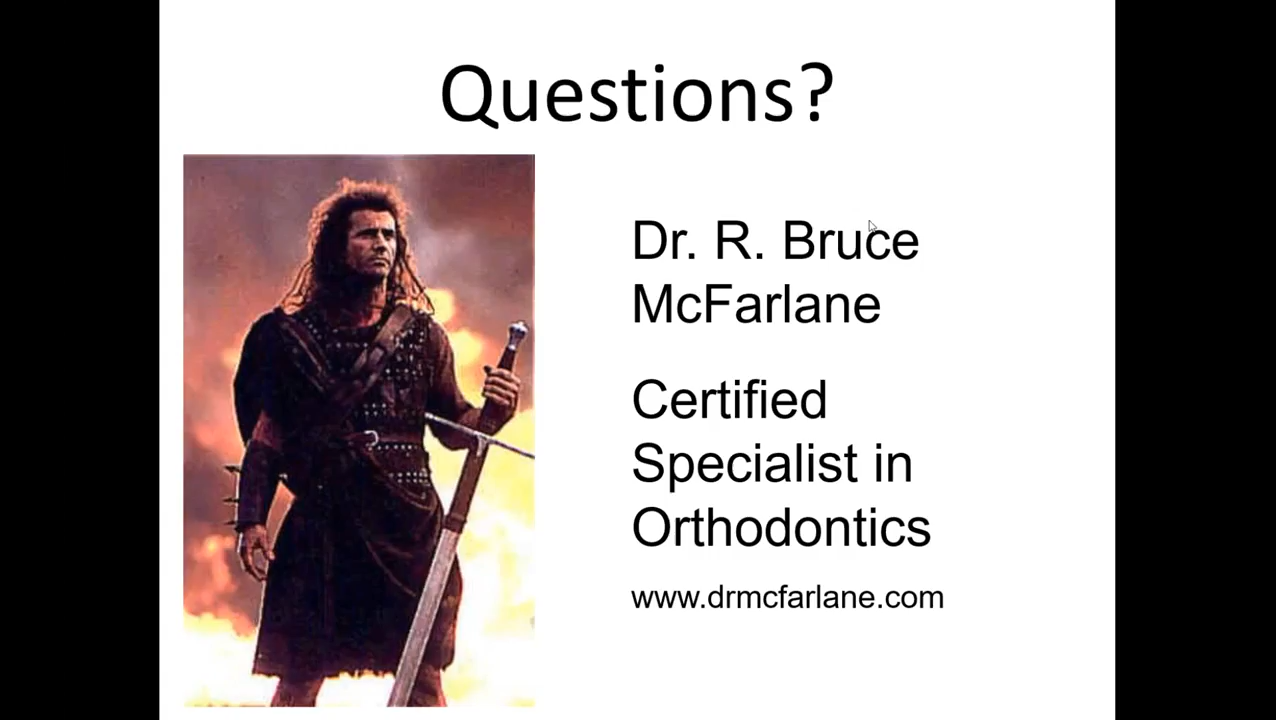 Questions?
Dr. R. Bruce
McFarlane
Certified
Specialist in
Orthodontics
www.drmcfarlane.com